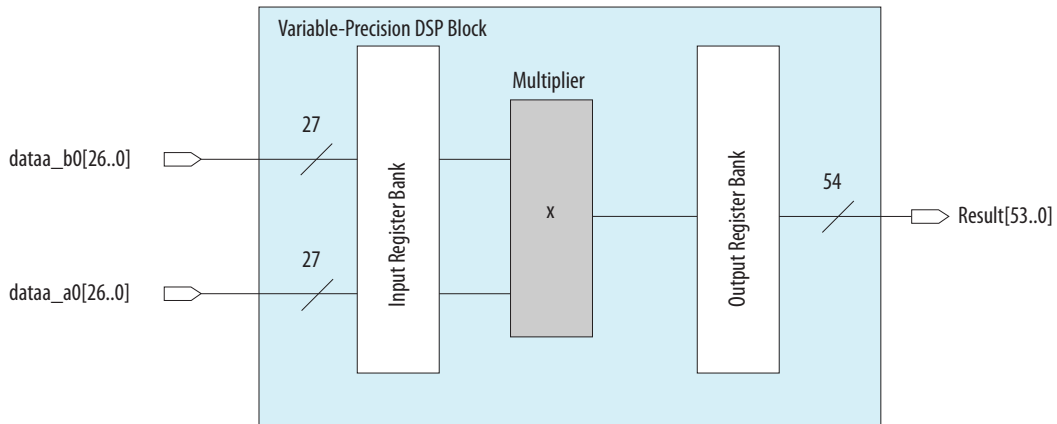 Variable-Precision DSP Block
Multiplier
27
dataa_b0[26..0]
Input Register Bank
x
Output Register Bank
54
Result[53..0]
27
dataa_a0[26..0]